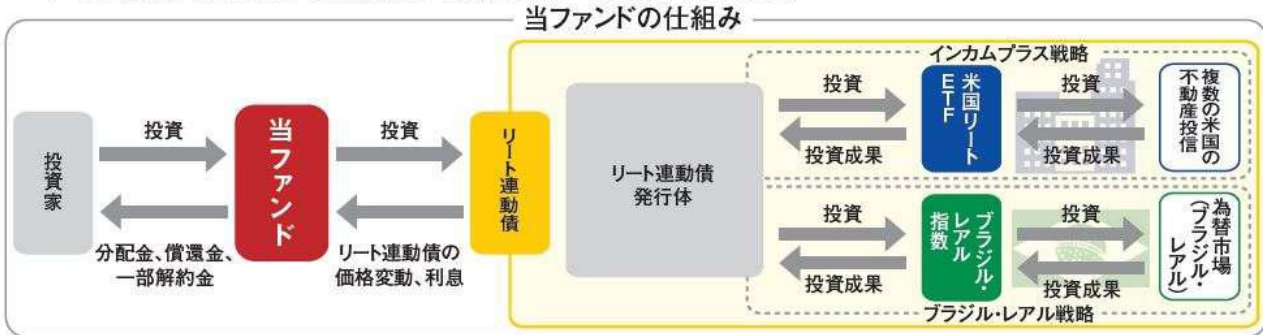 当ファンドの仕組み
投資家
投資
分配金、償還金、
一部解約金
当ファンド
投資
リート連動債の
価格変動、利息
リート連動債
リート連動債
発行体
インカムプラス戦略
投資
投資成果
米国リート
ETF
投資
投資成果
複数の米国の
不動産投信
投資
投資成果
ブラジル・
レアル
指数
投資
投資成果
為替市場
(ブラジル・
レアル)
ブラジル・レアル戦略